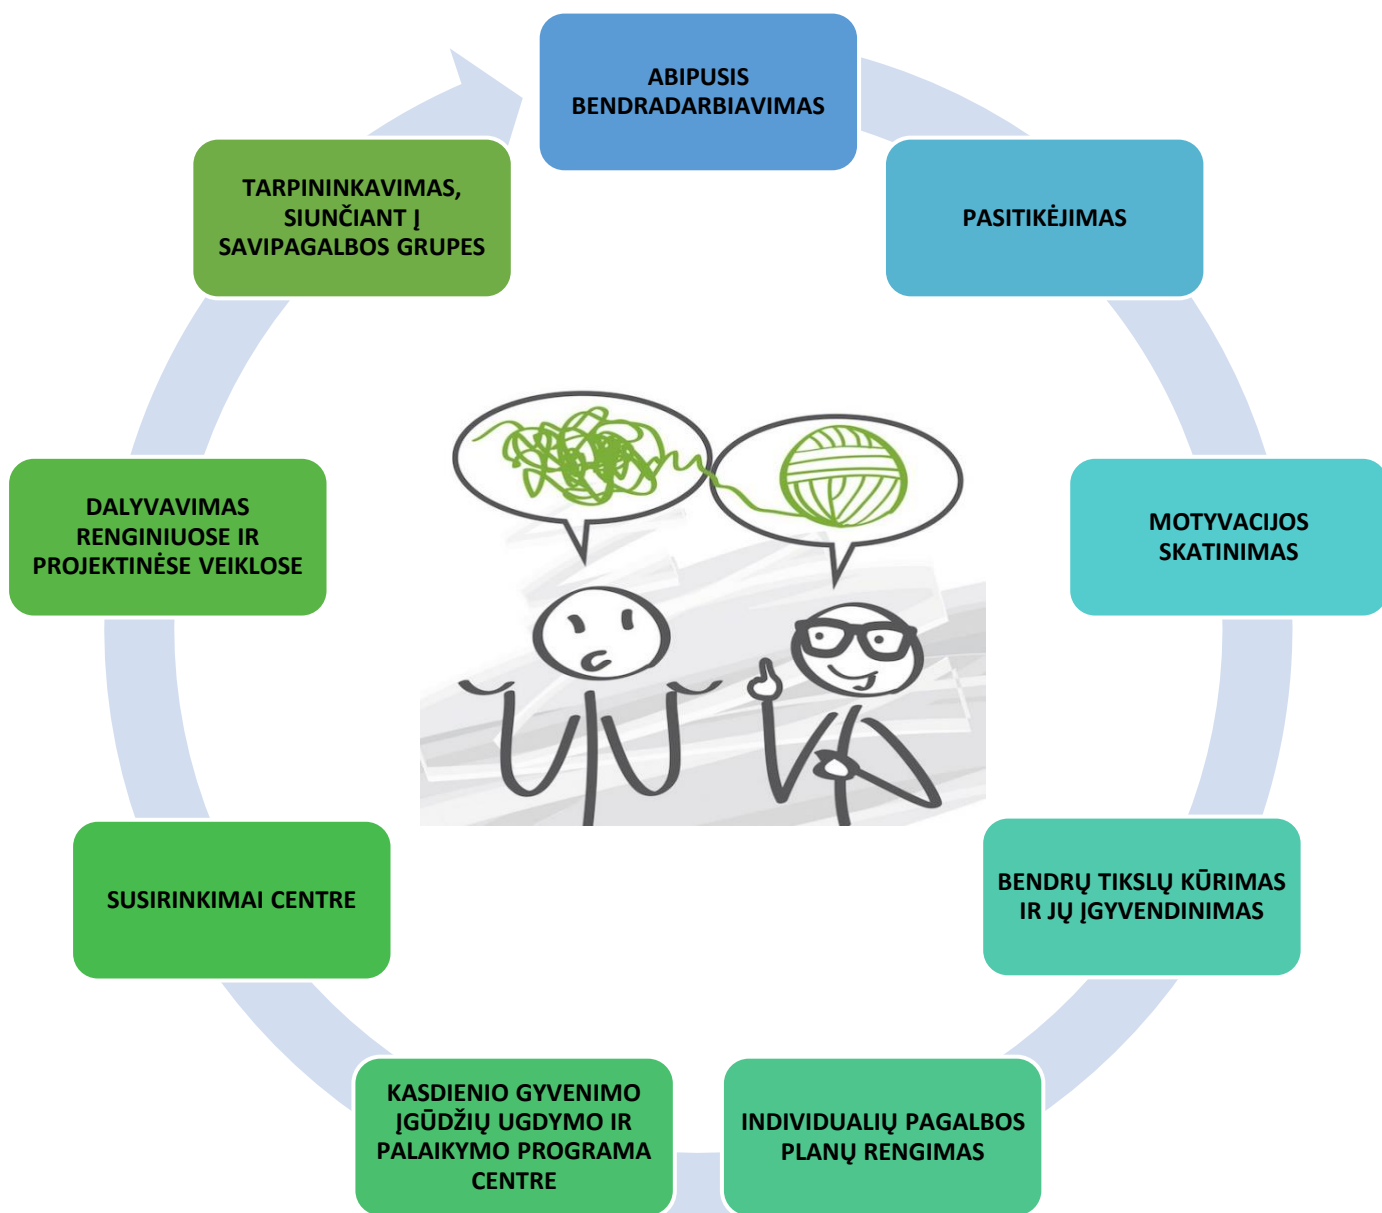 ABIPUSIS
BENDRADARBIAVIMAS
PASITIKĖJIMAS
MOTYVACIJOS
SKATINIMAS
BENDRŲ TIKSLŲ KŪRIMAS
IR JŲ ĮGYVENDINIMAS
INDIVIDUALIŲ PAGALBOS
PLANŲ RENGIMAS
KASDIENIO GYVENIMO
ĮGŪDŽIŲ UGDYMO IR
PALAIKYMO PROGRAMA
CENTRE
SUSIRINKIMAI CENTRE
DALYVAVIMAS
RENGINIUOSE IR
PROJEKTINĖSE VEIKLOSE
TARPININKAVIMAS,
SIUNČIANT Į
SAVIPAGALBOS GRUPES